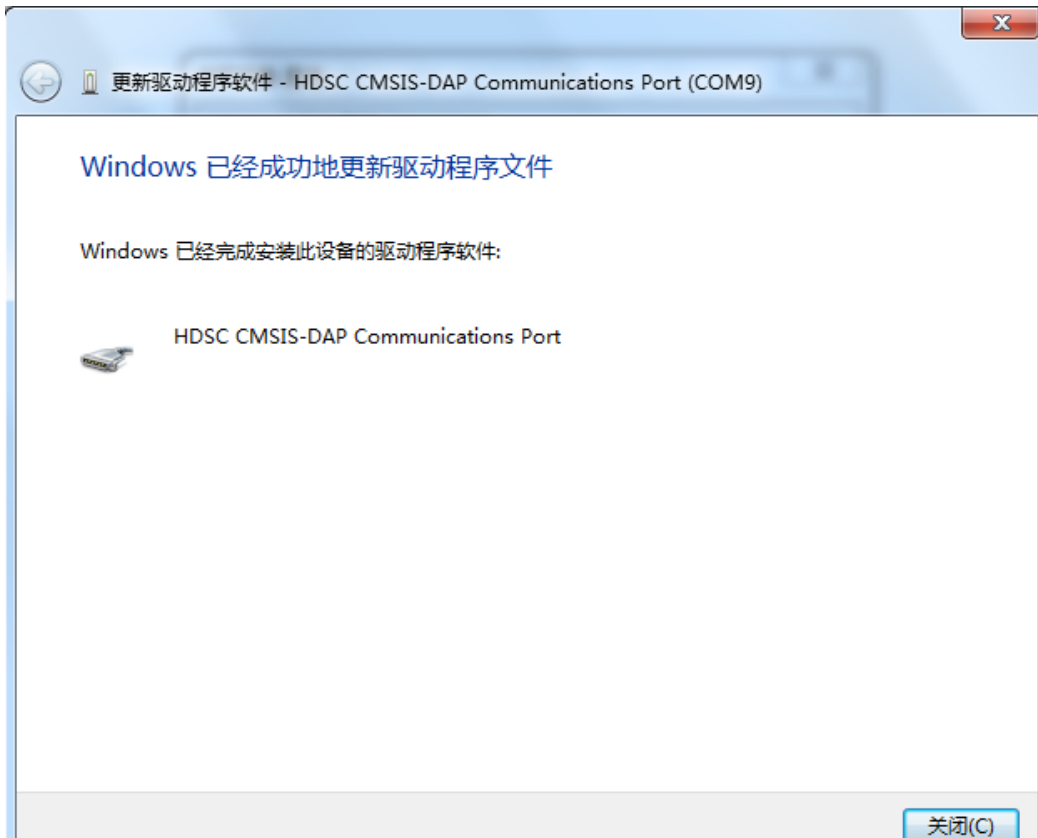 更新驱动程序软件 - HDSC CMSIS-DAP Communications Port (COM9)
Windows 已经成功地更新驱动程序文件
Windows 已经完成安装此设备的驱动程序软件:
HDSC CMSIS-DAP Communications Port
关闭(C)